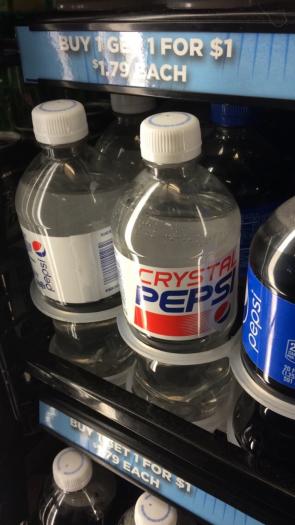 BUY 1 GET 1 FOR $1
$1.79 EACH
pepsi
CRYSTAL
PEPSI
pepsi
BUY 1 GET 1 FOR $1
$1.79 EACH